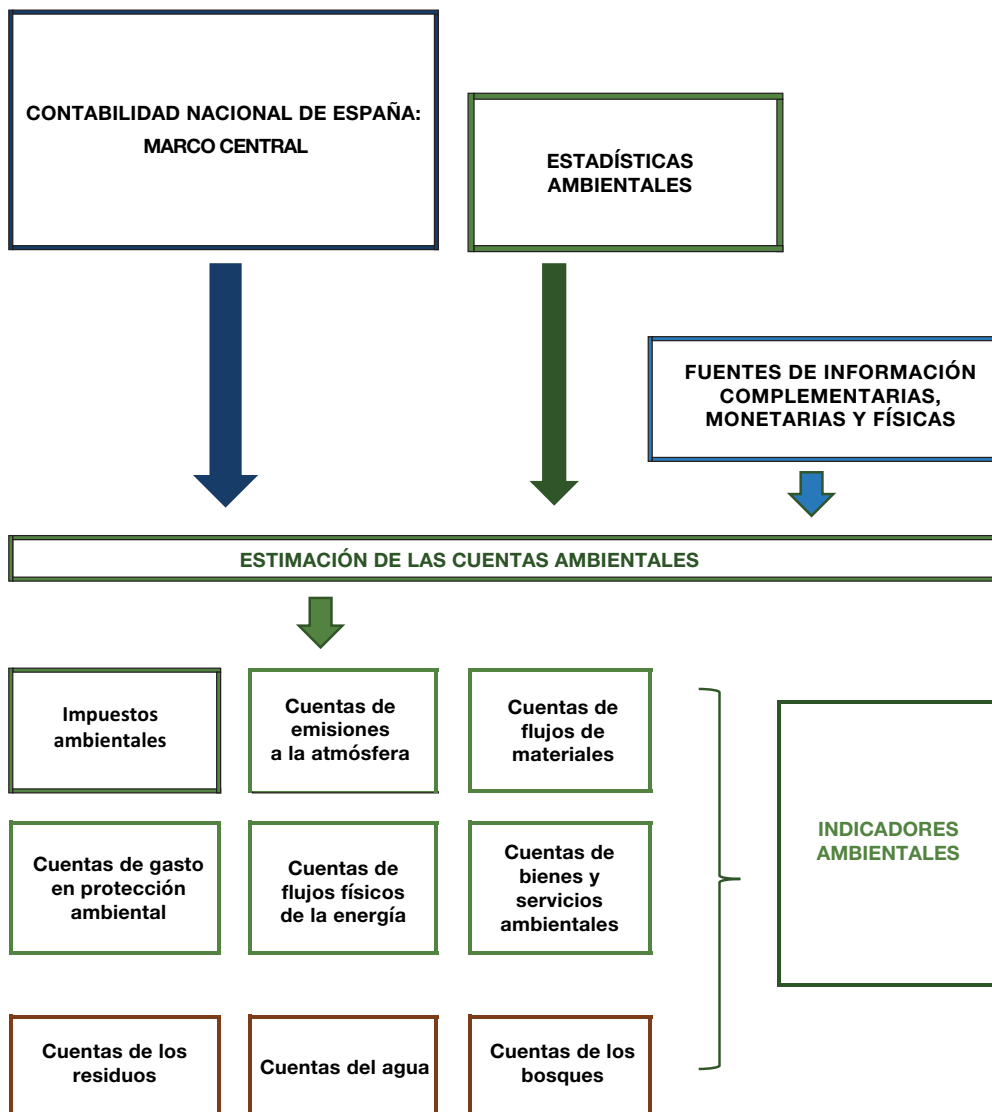 CONTABILIDAD NACIONAL DE ESPAÑA:
MARCO CENTRAL
ESTADÍSTICAS
AMBIENTALES
FUENTES DE INFORMACIÓN
COMPLEMENTARIAS,
MONETARIAS Y FÍSICAS
ESTIMACIÓN DE LAS CUENTAS AMBIENTALES
Impuestos
ambientales
Cuentas de
emisiones
a la atmósfera
Cuentas de
flujos de
materiales
Cuentas de gasto
en protección
ambiental
Cuentas de
flujos físicos
de la energía
Cuentas de
bienes y
servicios
ambientales
Cuentas de los
residuos
Cuentas del agua
Cuentas de los
bosques
INDICADORES
AMBIENTALES